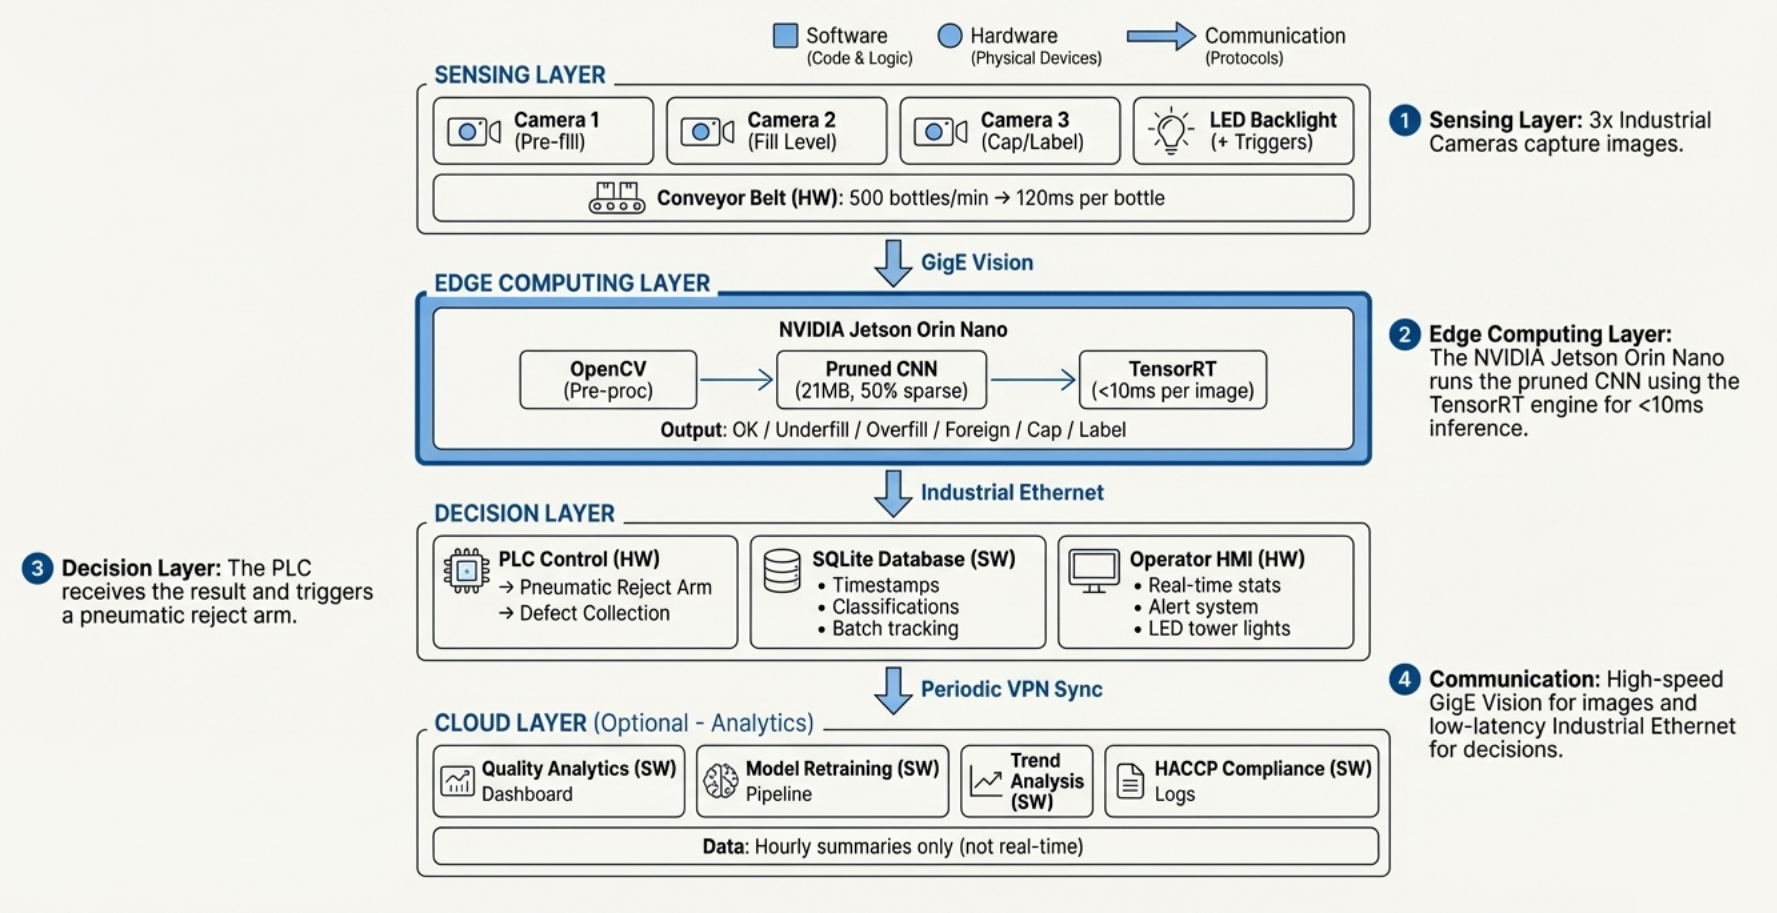 Software
(Code & Logic)
Hardware
(Physical Devices)
Communication
(Protocols)
SENSING LAYER
Camera 1
(Pre-fill)
Camera 2
(Fill Level)
Camera 3
(Cap/Label)
LED Backlight
(+ Triggers)
Conveyor Belt (HW): 500 bottles/min → 120ms per bottle
1 Sensing Layer: 3x Industrial
Cameras capture images.
GigE Vision
EDGE COMPUTING LAYER
NVIDIA Jetson Orin Nano
OpenCV
(Pre-proc)
Pruned CNN
(21MB, 50% sparse)
TensorRT
(<10ms per image)
Output: OK / Underfill / Overfill / Foreign / Cap / Label
2 Edge Computing Layer:
The NVIDIA Jetson Orin Nano
runs the pruned CNN using the
TensorRT engine for <10ms
inference.
Industrial Ethernet
DECISION LAYER
3 Decision Layer: The PLC
receives the result and triggers
a pneumatic reject arm.
PLC Control (HW)
→ Pneumatic Reject Arm
→ Defect Collection
SQLite Database (SW)
• Timestamps
• Classifications
• Batch tracking
Operator HMI (HW)
• Real-time stats
• Alert system
• LED tower lights
Periodic VPN Sync
4 Communication: High-speed
GigE Vision for images and
low-latency Industrial Ethernet
for decisions.
CLOUD LAYER (Optional - Analytics)
Quality Analytics (SW)
Dashboard
Model Retraining (SW)
Pipeline
Trend
Analysis
(SW)
HACCP Compliance (SW)
Logs
Data: Hourly summaries only (not real-time)